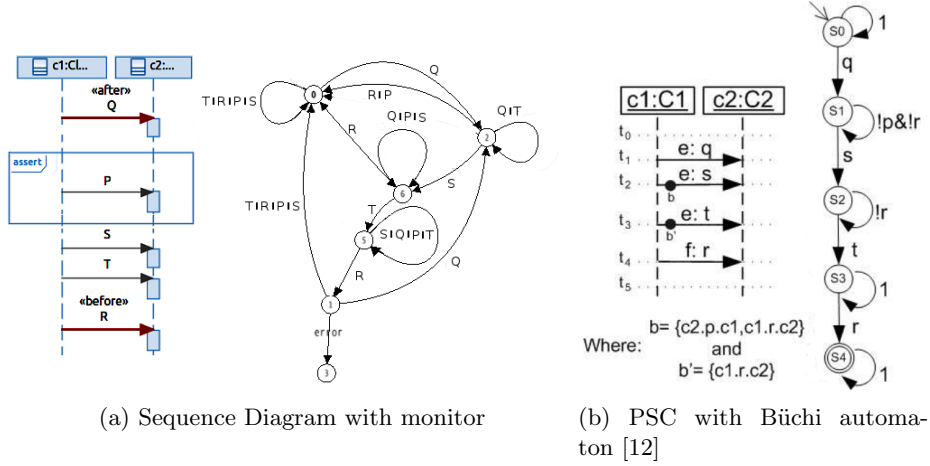 c1:Cl...
c2:...
«after»
Q
assert
P
S
T
«before»
R
0
T|R|P|S
Q
R|P
R
Q|P|S
2
Q|T
6
S
T
5
S|Q|P|T
T|R|P|S
R
Q
1
error
3
(a) Sequence Diagram with monitor
c1:C1
c2:C2
t0
t1
e: q
t2
e: s
b
t3
e: t
b'
t4
f: r
t5
b= {c2.p.c1,c1.r.c2}
Where:
and
b'= {c1.r.c2}
S0
1
q
S1
!p&!r
s
S2
!r
t
S3
1
r
S4
1
(b) PSC with Büchi automa-
ton [12]